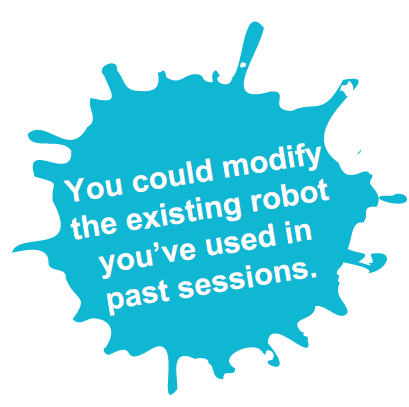 You could modify
the existing robot
you’ve used in
past sessions.